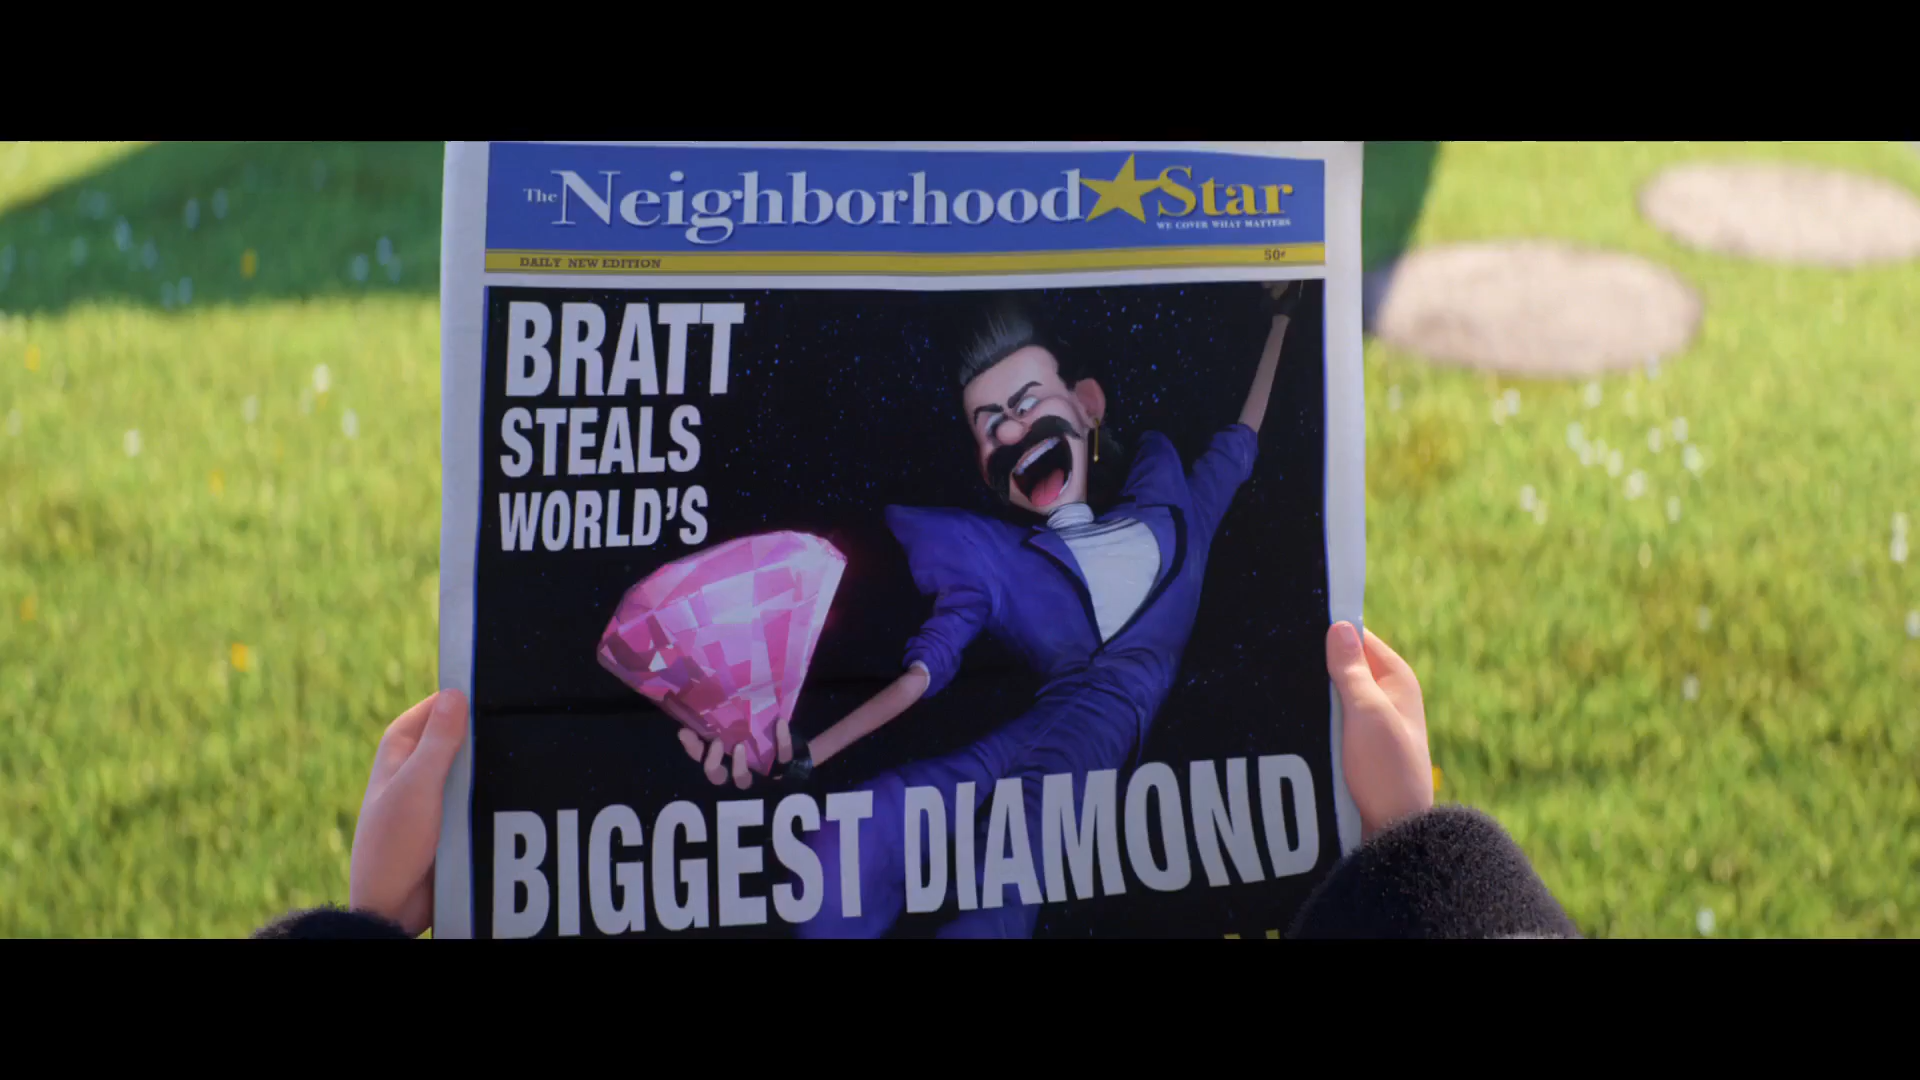 The Neighborhood Star
WE COVER WHAT MATTERS
DAILY NEW EDITION 50¢
BRATT
STEALS
WORLD'S
BIGGEST DIAMOND